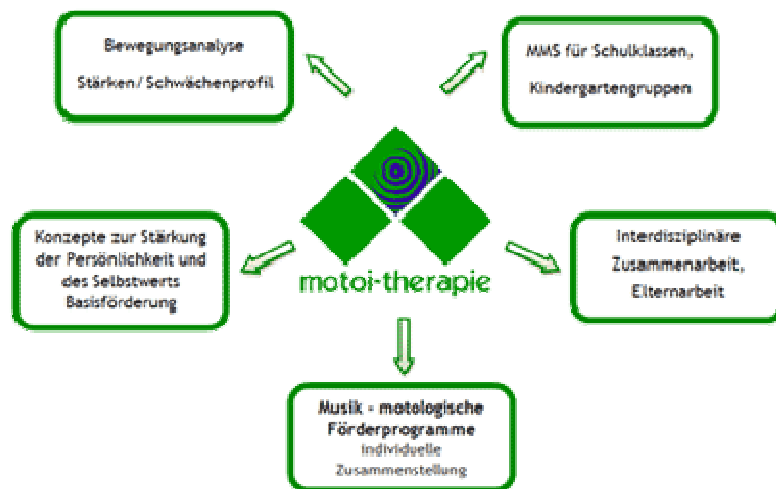 Bewegungsanalyse
Stärken/Schwächenprofil
MMS für Schulklassen,
Kindergartengruppen
Konzepte zur Stärkung
der Persönlichkeit und
des Selbstwerts
Basisförderung
motoi-therapie
Interdisziplinäre
Zusammenarbeit,
Elternarbeit
Musik - motologische
Förderprogramme
individuelle
Zusammenstellung